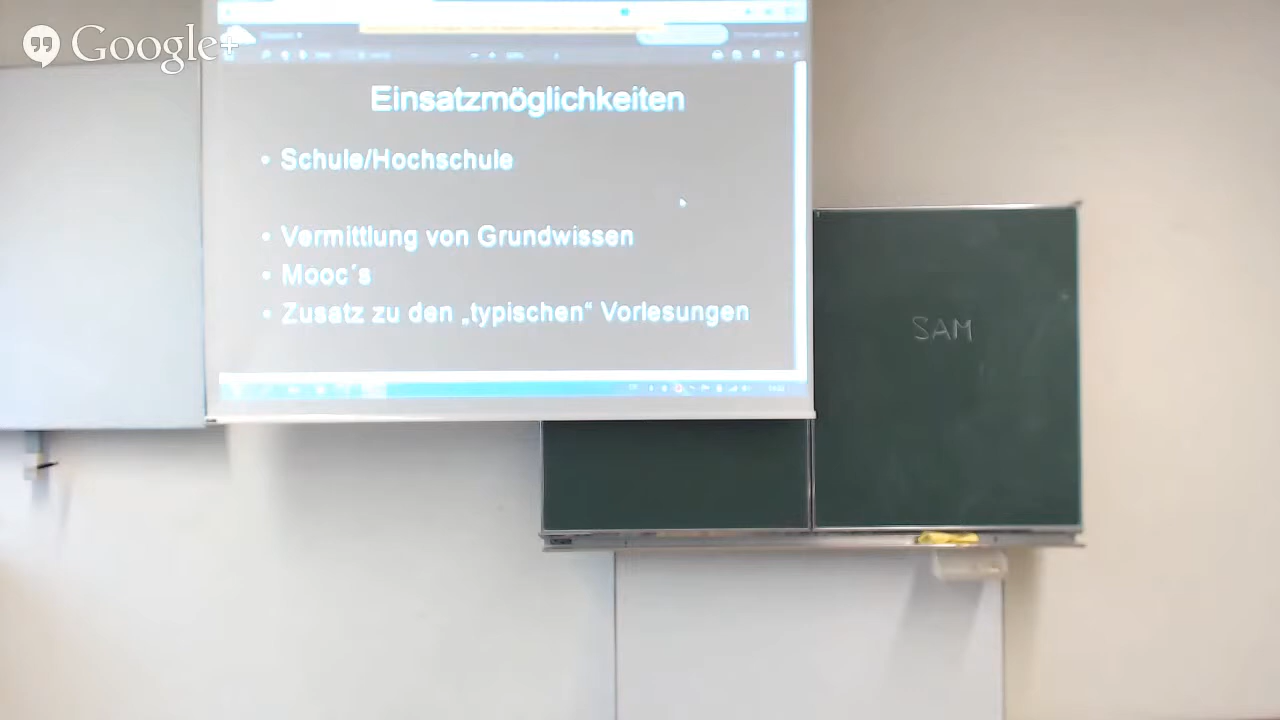 Google+
Einsatzmöglichkeiten
• Schule/Hochschule
• Vermittlung von Grundwissen
• Mooc´s
• Zusatz zu den „typischen“ Vorlesungen
SAM